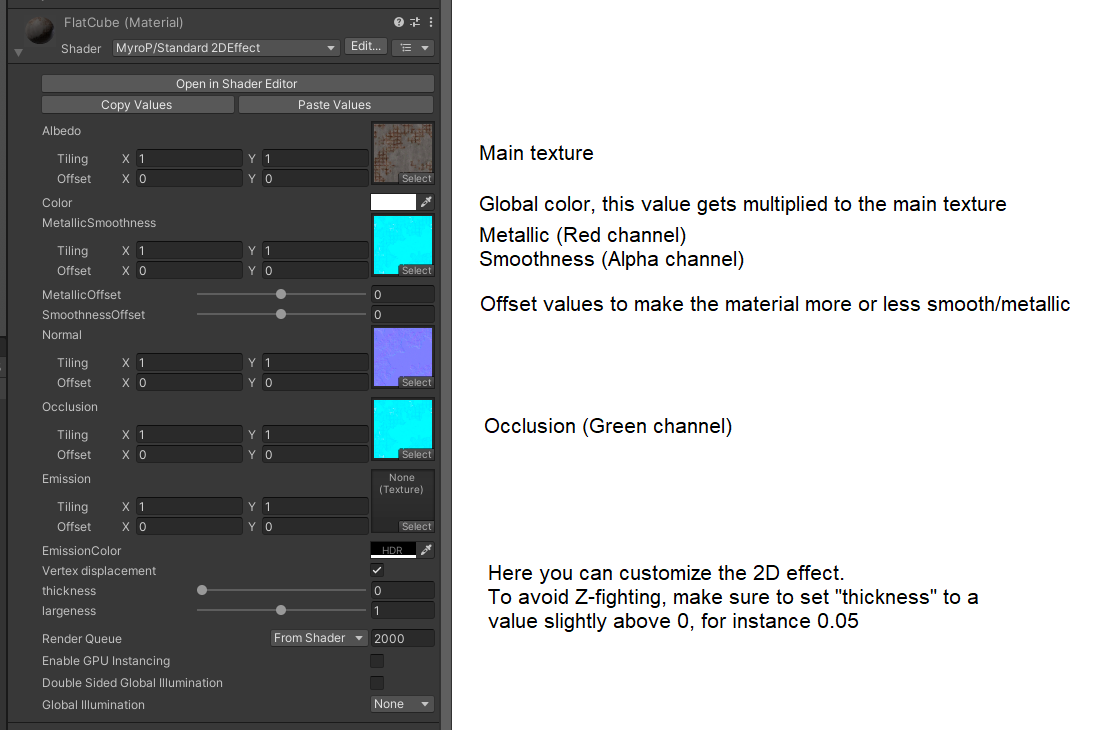 FlatCube (Material)
Shader MyroP/Standard 2DEffect Edit...
Open in Shader Editor
Copy Values Paste Values
Albedo
Tiling X 1 Y 1
Offset X 0 Y 0
Select
Main texture
Color
Global color, this value gets multiplied to the main texture
MetallicSmoothness
Metallic (Red channel)
Smoothness (Alpha channel)
Tiling X 1 Y 1
Offset X 0 Y 0
Select
MetallicOffset 0
SmoothnessOffset 0
Offset values to make the material more or less smooth/metallic
Normal
Tiling X 1 Y 1
Offset X 0 Y 0
Select
Occlusion
Occlusion (Green channel)
Tiling X 1 Y 1
Offset X 0 Y 0
Select
Emission
None
(Texture)
Tiling X 1 Y 1
Offset X 0 Y 0
Select
EmissionColor HDR
Vertex displacement
thickness 0
largeness 1
Here you can customize the 2D effect.
To avoid Z-fighting, make sure to set "thickness" to a
value slightly above 0, for instance 0.05
Render Queue From Shader 2000
Enable GPU Instancing
Double Sided Global Illumination
Global Illumination None